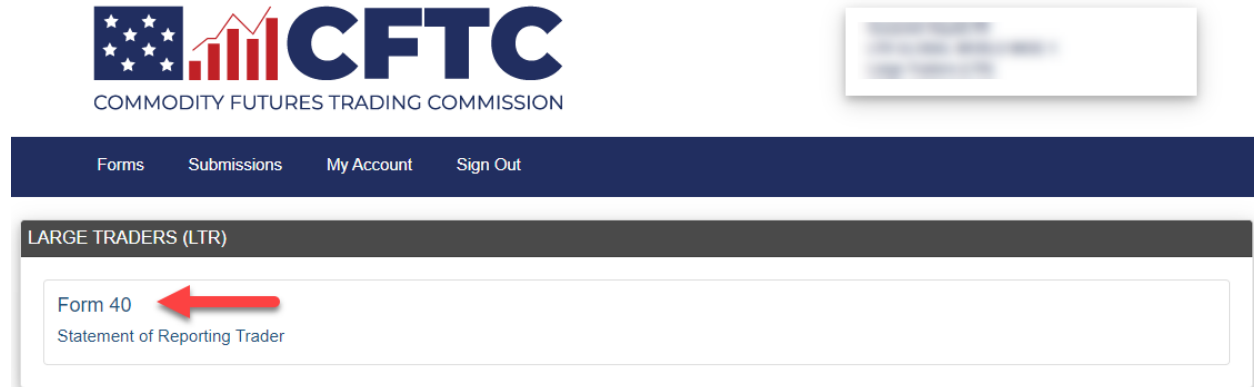 CFTC
COMMODITY FUTURES TRADING COMMISSION
Forms Submissions My Account Sign Out
LARGE TRADERS (LTR)
Form 40
Statement of Reporting Trader